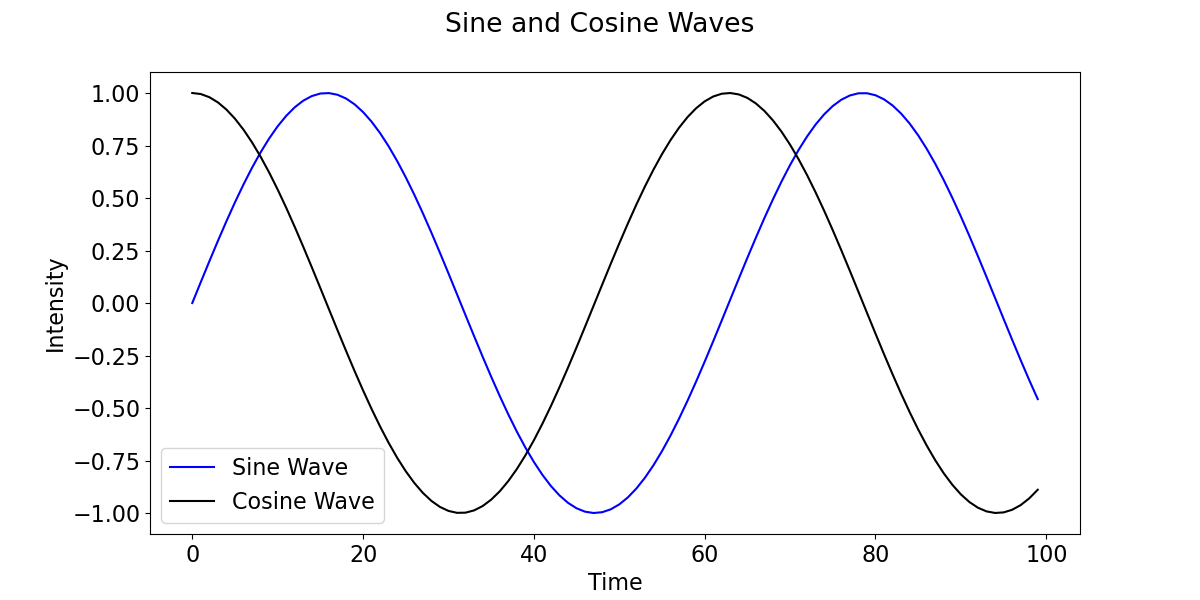 Sine and Cosine Waves
1.00
0.75
0.50
0.25
0.00
−0.25
−0.50
−0.75
−1.00
Intensity
Sine Wave
Cosine Wave
0 20 40 60 80 100
Time